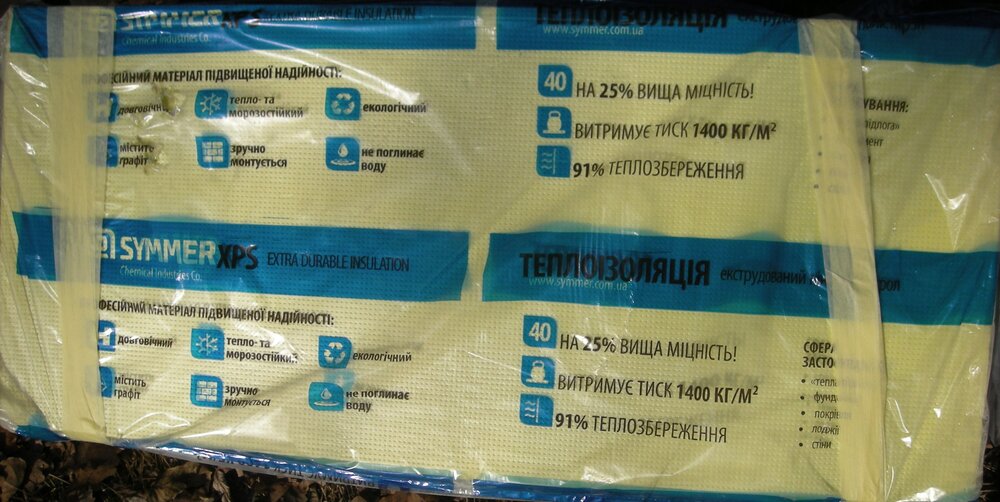 SYMMER XPS EXTRA DURABLE INSULATION
Chemical Industries Co.
ТЕПЛОІЗОЛЯЦІЯ
www.symmer.com.ua
МАТЕРІАЛ ПІДВИЩЕНОЇ НАДІЙНОСТІ:
довговічний
тепло- та
морозостійкий
екологічний
містить
графіт
зручно
монтується
не поглинає
воду
40 НА 25% ВИЩА МІЦНІСТЬ!
ВИТРИМУЄ ТИСК 1400 КГ/М²
91% ТЕПЛОЗБЕРЕЖЕННЯ
SYMMER XPS EXTRA DURABLE INSULATION
Chemical Industries Co.
ТЕПЛОІЗОЛЯЦІЯ екструдований
www.symmer.com.ua
МАТЕРІАЛ ПІДВИЩЕНОЇ НАДІЙНОСТІ:
довговічний
тепло- та
морозостійкий
екологічний
містить
графіт
зручно
монтується
не поглинає
воду
40 НА 25% ВИЩА МІЦНІСТЬ!
ВИТРИМУЄ ТИСК 1400 КГ/М²
91% ТЕПЛОЗБЕРЕЖЕННЯ
• стіни